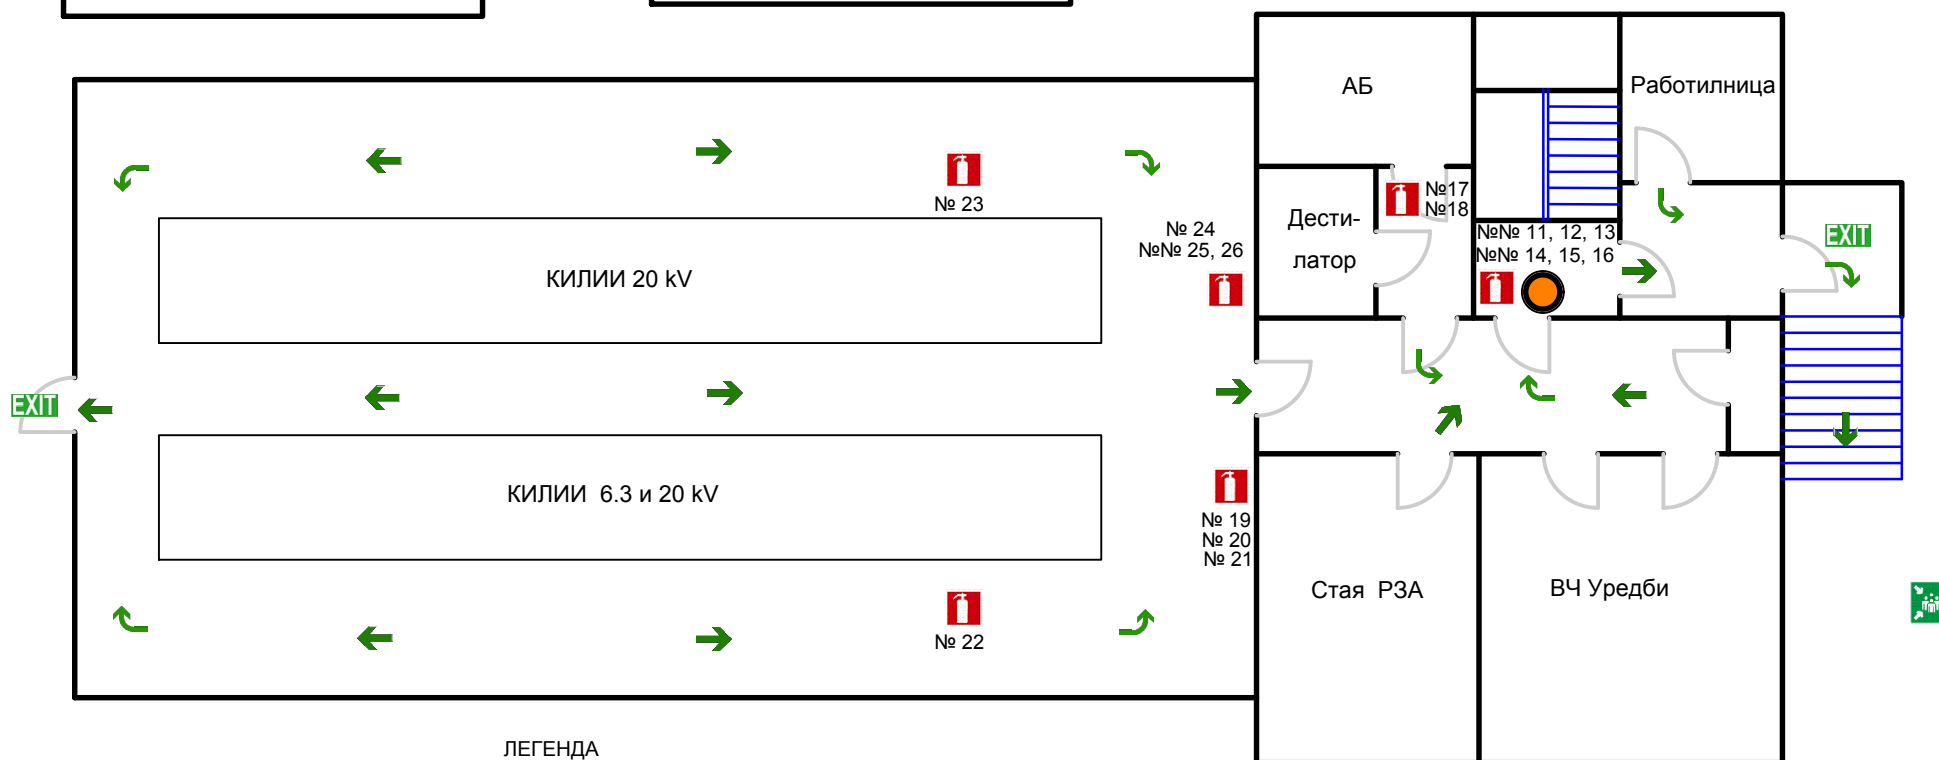 АБ
Работилница
№ 23
№17
№18
Дести-
латор
№ 24
№№ 25, 26
№№ 11, 12, 13
№№ 14, 15, 16
EXIT
КИЛИИ 20 kV
EXIT
КИЛИИ 6.3 и 20 kV
№ 19
№ 20
№ 21
Стая РЗА
ВЧ Уредби
№ 22
ЛЕГЕНДА